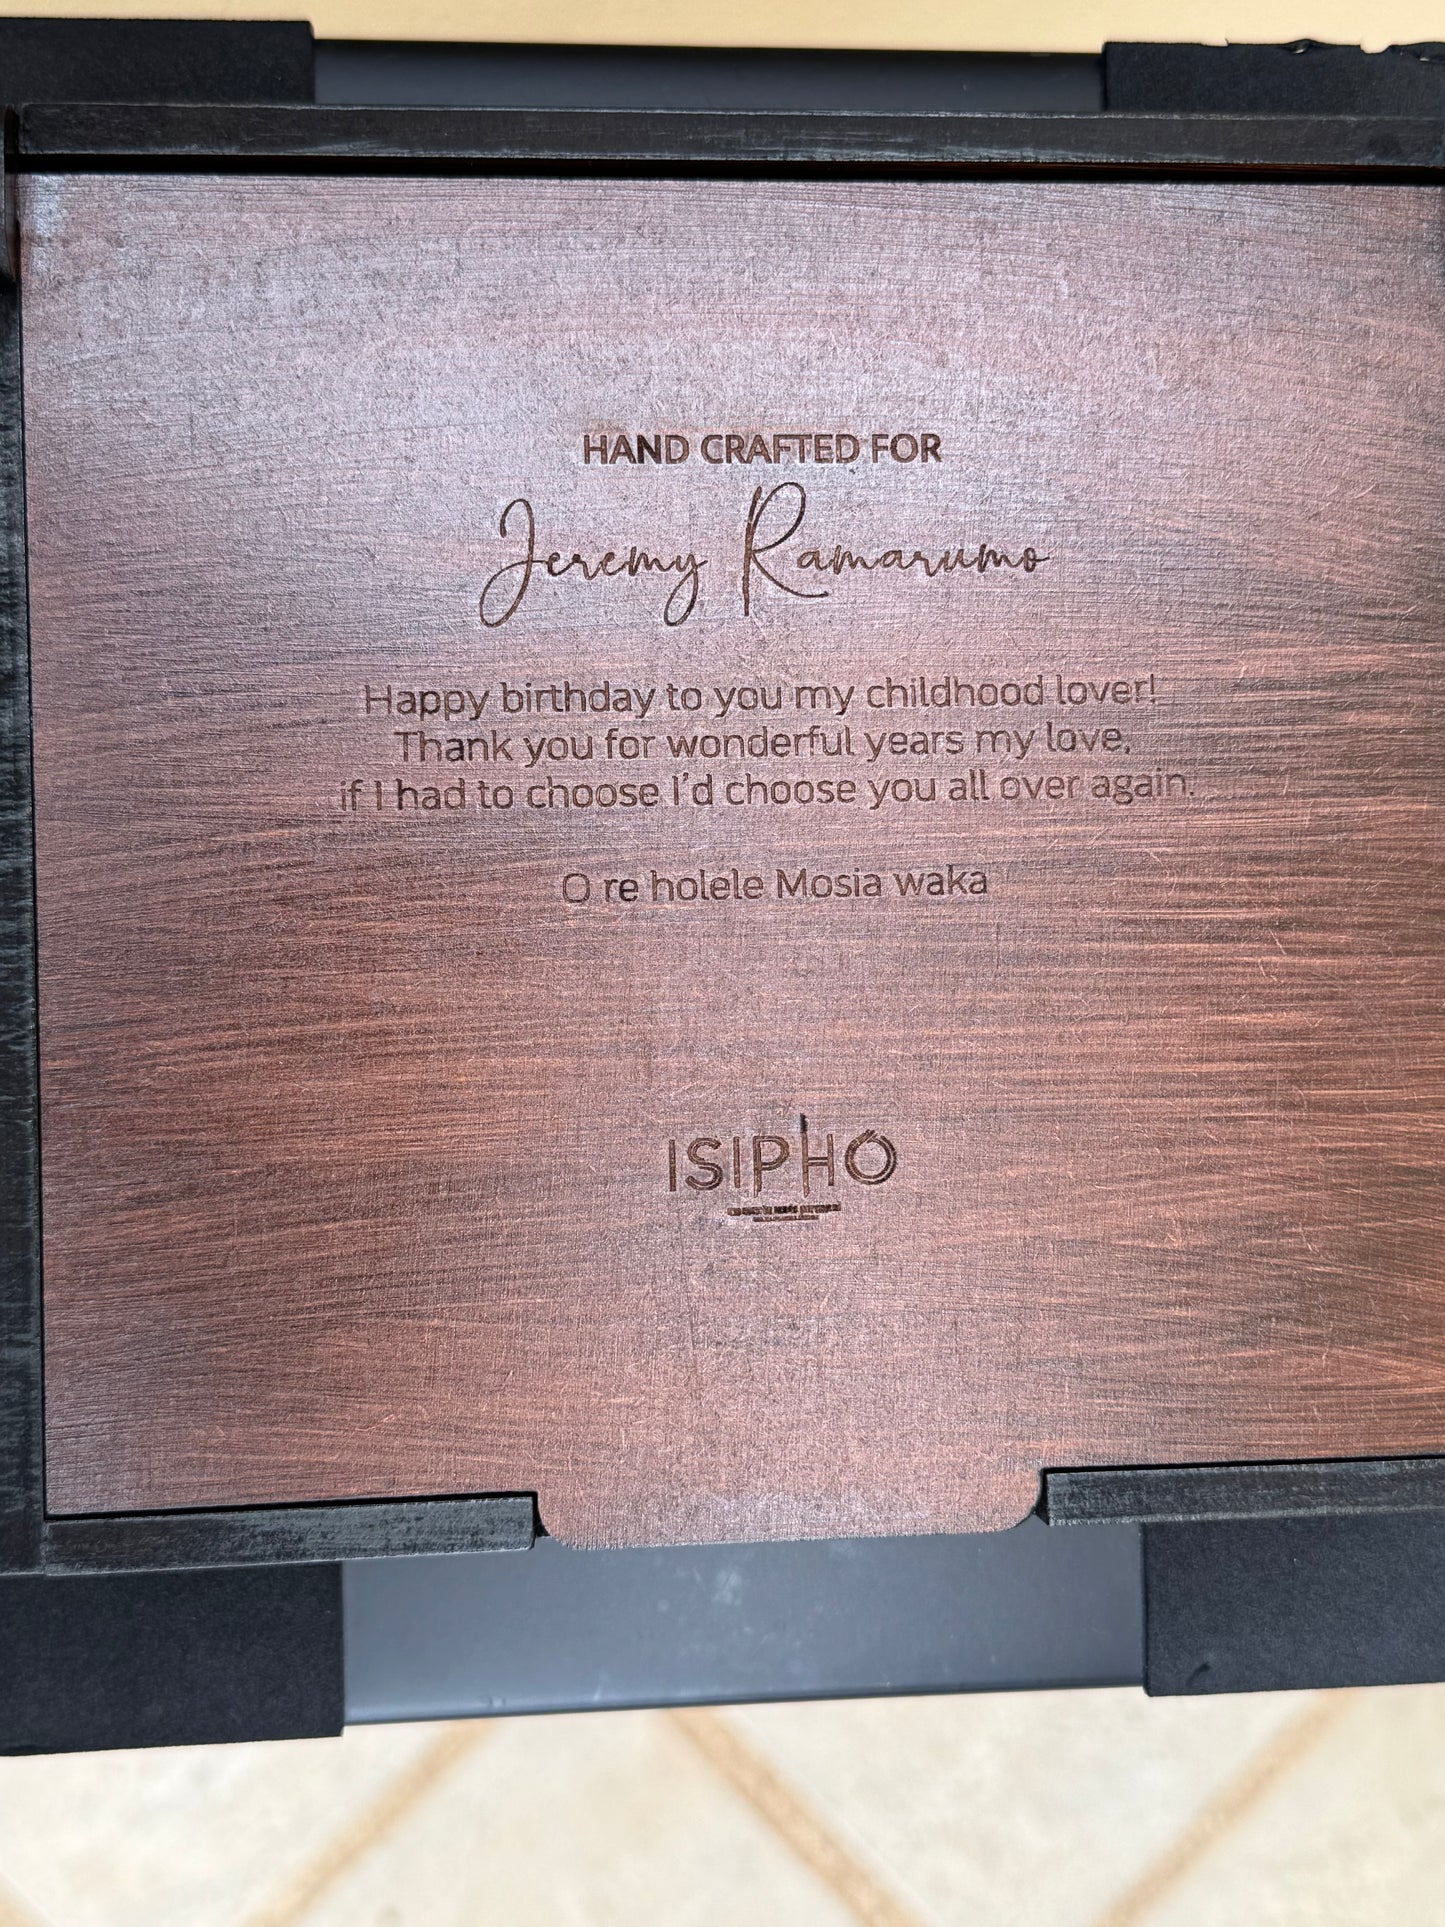 HAND CRAFTED FOR
Jeremy Ramarumo
Happy birthday to you my childhood lover!
Thank you for wonderful years my love,
if I had to choose I'd choose you all over again.
O re holele Mosia waka
ISIPHO